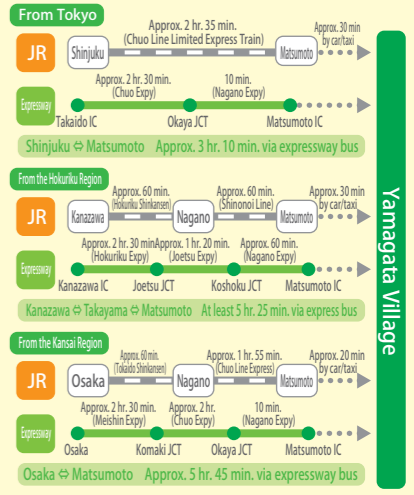 From Tokyo
Approx. 2 hr. 35 min.
(Chuo Line Limited Express Train)
Approx. 30 min
by car/taxi
JR
Shinjuku
Matsumoto
Approx. 2 hr. 30 min.
(Chuo Expy)
10 min.
(Nagano Expy)
Expressway
Takaido IC
Okaya JCT
Matsumoto IC
Shinjuku ⇔ Matsumoto Approx. 3 hr. 10 min. via expressway bus
From the Hokuriku Region
Approx. 60 min.
(Hokuriku Shinkansen)
Approx. 60 min.
(Shinonoi Line)
Approx. 30 min
by car/taxi
JR
Kanazawa
Nagano
Matsumoto
Approx. 2 hr. 30 min.
(Hokuriku Expy)
Approx. 1 hr. 20 min.
(Joetsu Expy)
Approx. 60 min.
(Nagano Expy)
Expressway
Kanazawa IC
Joetsu JCT
Koshoku JCT
Matsumoto IC
Kanazawa ⇔ Takayama ⇔ Matsumoto At least 5 hr. 25 min. via express bus
From the Kansai Region
Approx. 60 min.
(Tokaido Shinkansen)
Approx. 1 hr. 55 min.
(Chuo Line Express)
Approx. 20 min
by car/taxi
JR
Osaka
Nagano
Matsumoto
Approx. 2 hr. 30 min.
(Meishin Expy)
Approx. 2 hr.
(Chuo Expy)
10 min.
(Nagano Expy)
Expressway
Osaka
Komaki JCT
Okaya JCT
Matsumoto IC
Osaka ⇔ Matsumoto Approx. 5 hr. 45 min. via expressway bus
Yamagata Village